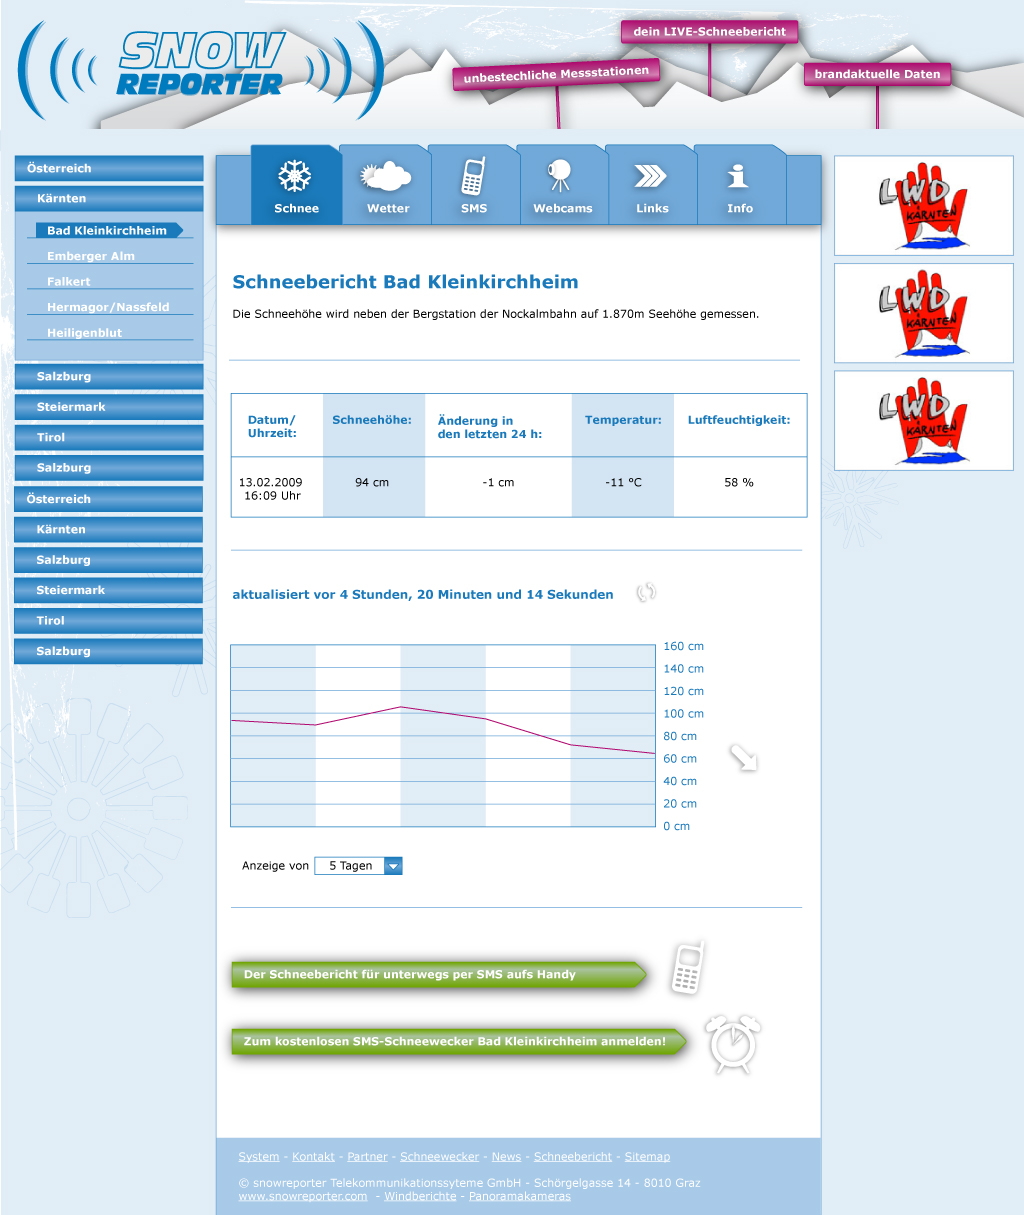 SNOW
REPORTER
dein LIVE-Schneebericht
unbestechliche Messstationen
brandaktuelle Daten
Österreich
Kärnten
Bad Kleinkirchheim
Emberger Alm
Falkert
Hermagor/Nassfeld
Heiligenblut
Salzburg
Steiermark
Tirol
Salzburg
Österreich
Kärnten
Salzburg
Steiermark
Tirol
Salzburg
Schnee
Wetter
SMS
Webcams
Links
Info
Schneebericht Bad Kleinkirchheim
Die Schneehöhe wird neben der Bergstation der Nockalmbahn auf 1.870m Seehöhe gemessen.
Datum/
Uhrzeit:
Schneehöhe:
Änderung in
den letzten 24 h:
Temperatur:
Luftfeuchtigkeit:
13.02.2009
16:09 Uhr
94 cm
-1 cm
-11 °C
58 %
aktualisiert vor 4 Stunden, 20 Minuten und 14 Sekunden
160 cm
140 cm
120 cm
100 cm
80 cm
60 cm
40 cm
20 cm
0 cm
Anzeige von 5 Tagen
Der Schneebericht für unterwegs per SMS aufs Handy
Zum kostenlosen SMS-Schneewecker Bad Kleinkirchheim anmelden!
System - Kontakt - Partner - Schneewecker - News - Schneebericht - Sitemap
© snowreporter Telekommunikationssyteme GmbH - Schörgelgasse 14 - 8010 Graz
www.snowreporter.com - Windberichte - Panoramakameras
LWD
KÄRNTEN
LWD
KÄRNTEN
LWD
KÄRNTEN